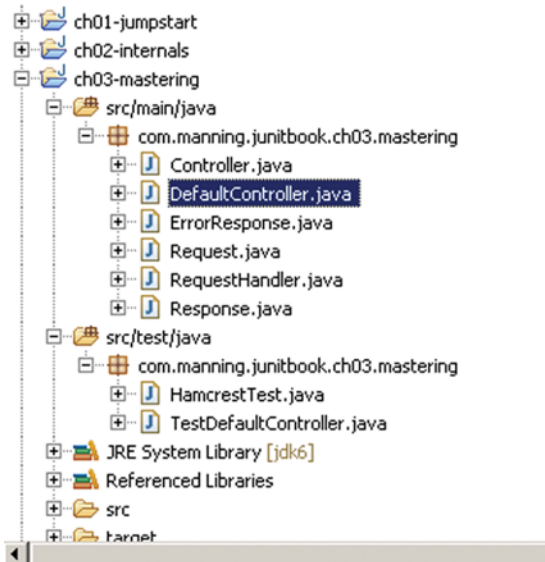 ch01-jumpstart
ch02-internals
ch03-mastering
src/main/java
com.manning.junitbook.ch03.mastering
Controller.java
DefaultController.java
ErrorResponse.java
Request.java
RequestHandler.java
Response.java
src/test/java
com.manning.junitbook.ch03.mastering
HamcrestTest.java
TestDefaultController.java
JRE System Library [jdk6]
Referenced Libraries
src
target